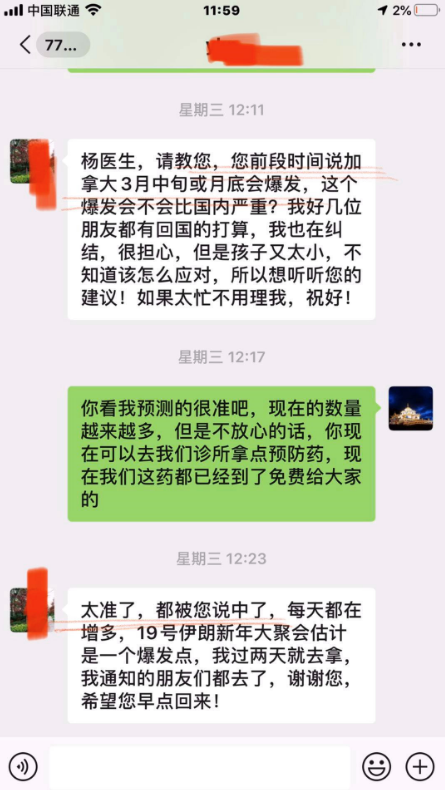 中国联通
11:59
2%
77...
星期三 12:11
杨医生，请教您，您前段时间说加
拿大3月中旬或月底会爆发，这个
爆发会不会比国内严重？我好几位
朋友都有回国的打算，我也在纠
结，很担心，但是孩子又太小，不
知道该怎么应对，所以想听听您的
建议！如果太忙不用理我，祝好！
星期三 12:17
你看我预测的很准吧，现在的数量
越来越多，但是不放心的话，你现
在可以去我们诊所拿点预防药，现
在我们这药都已经到了免费给大家
的
星期三 12:23
太准了，都被您说中了，每天都在
增多，19号伊朗新年大聚会估计
是一个爆发点，我过两天就去拿，
我通知的朋友们都去了，谢谢您，
希望您早点回来！